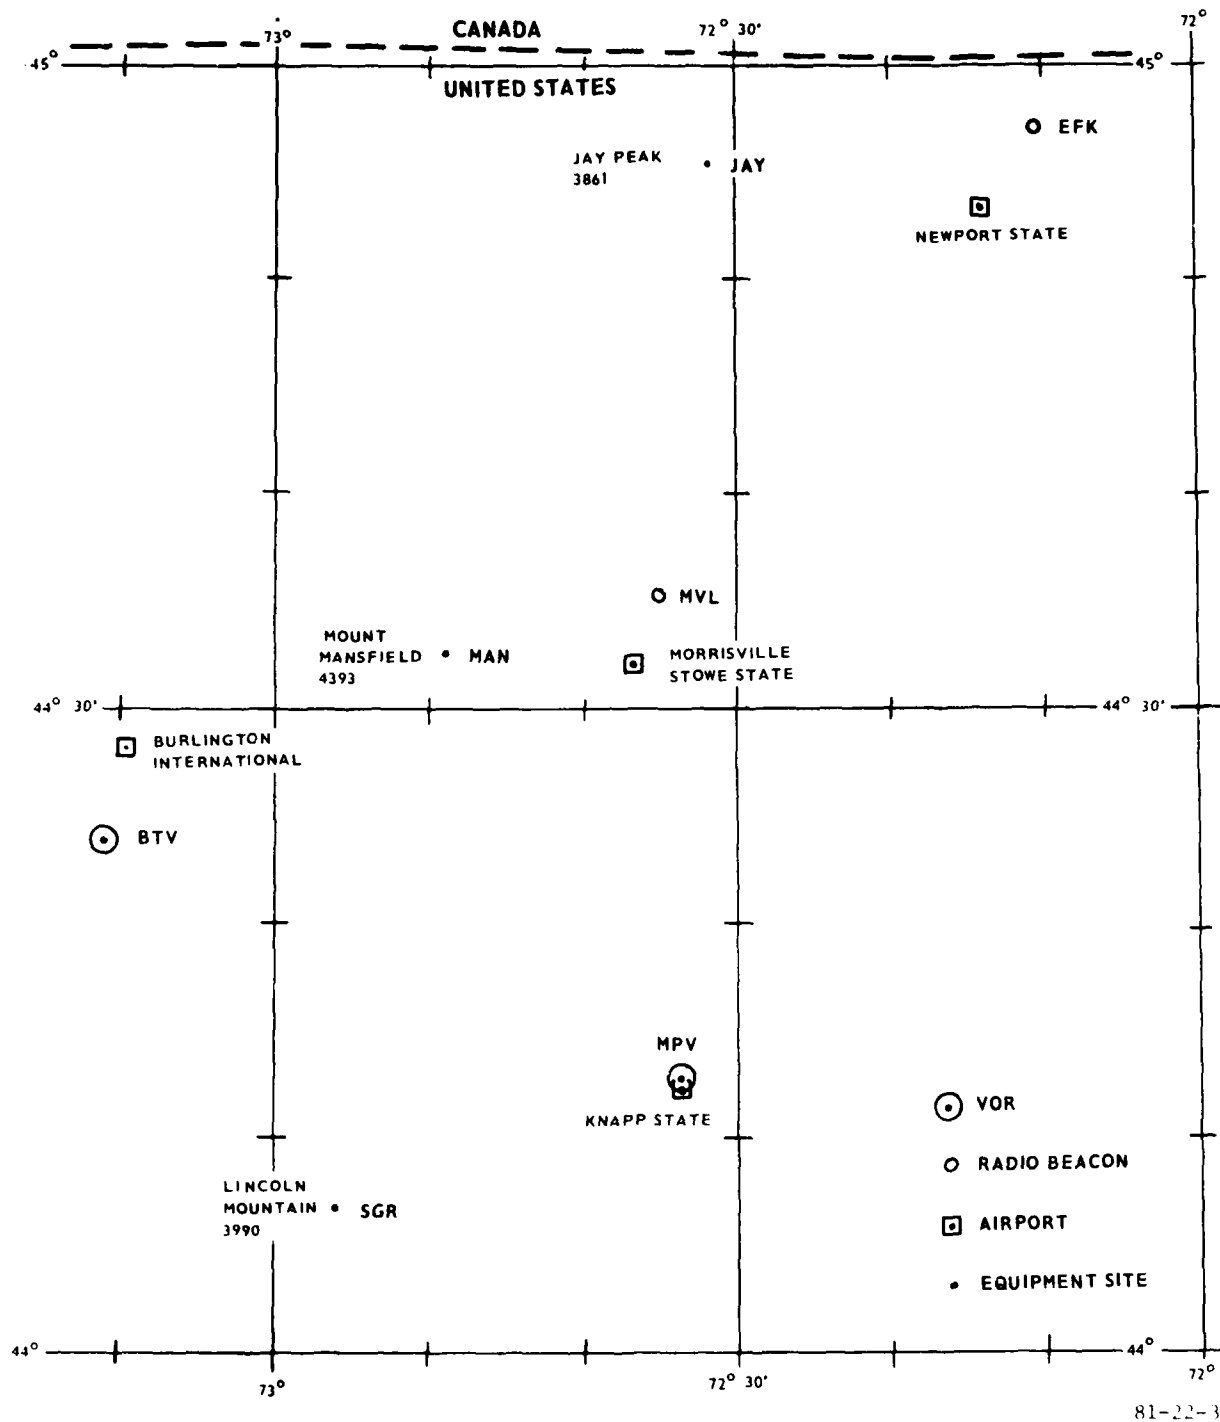 CANADA
73°
72° 30'
72°
45°
45°
UNITED STATES
EFK
JAY PEAK
3861
JAY
NEWPORT STATE
MVL
MOUNT
MANSFIELD
4393
MAN
MORRISVILLE
STOWE STATE
44° 30'
44° 30'
BURLINGTON
INTERNATIONAL
BTV
MPV
KNAPP STATE
VOR
RADIO BEACON
LINCOLN
MOUNTAIN
3990
SGR
AIRPORT
EQUIPMENT SITE
44°
44°
73°
72° 30'
72°
81-22-3